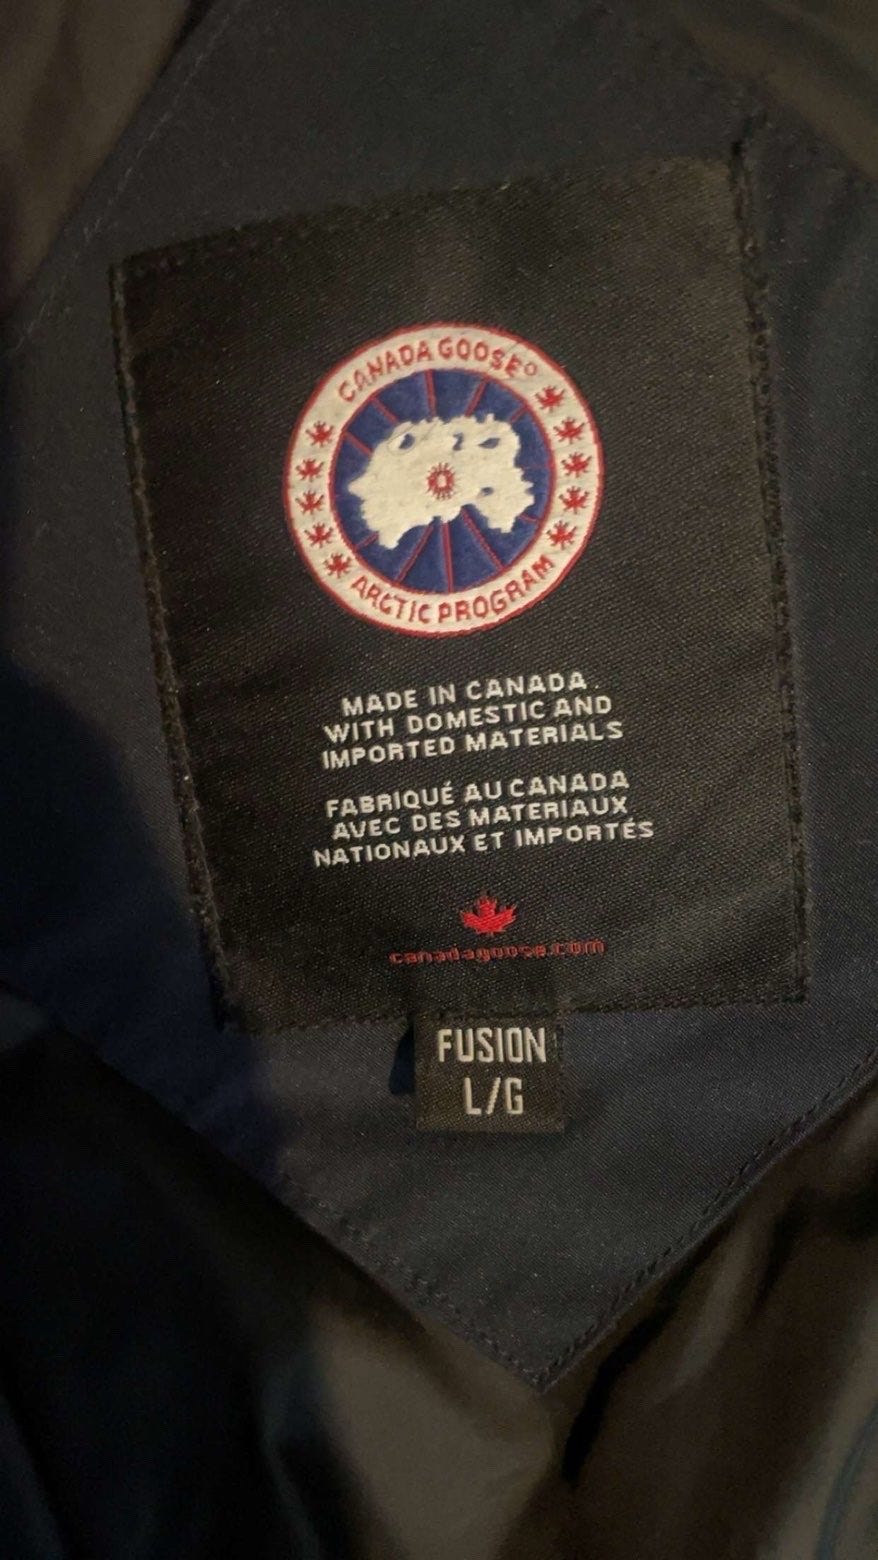 CANADA GOOSE®
ARCTIC PROGRAM
MADE IN CANADA
WITH DOMESTIC AND
IMPORTED MATERIALS
FABRIQUÉ AU CANADA
AVEC DES MATERIAUX
NATIONAUX ET IMPORTÉS
canadagoose.com
FUSION
L/G